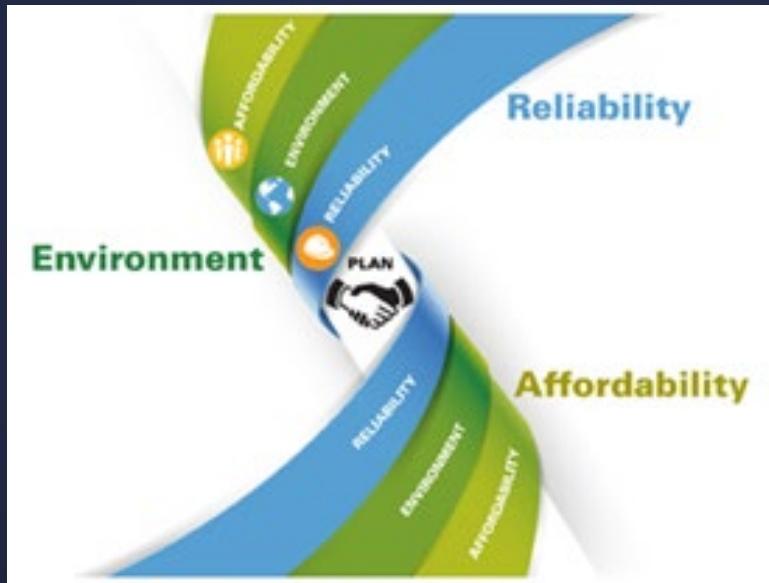 AFFORDABILITY
ENVIRONMENT
RELIABILITY
Reliability
Environment
PLAN
Affordability
RELIABILITY
ENVIRONMENT
AFFORDABILITY